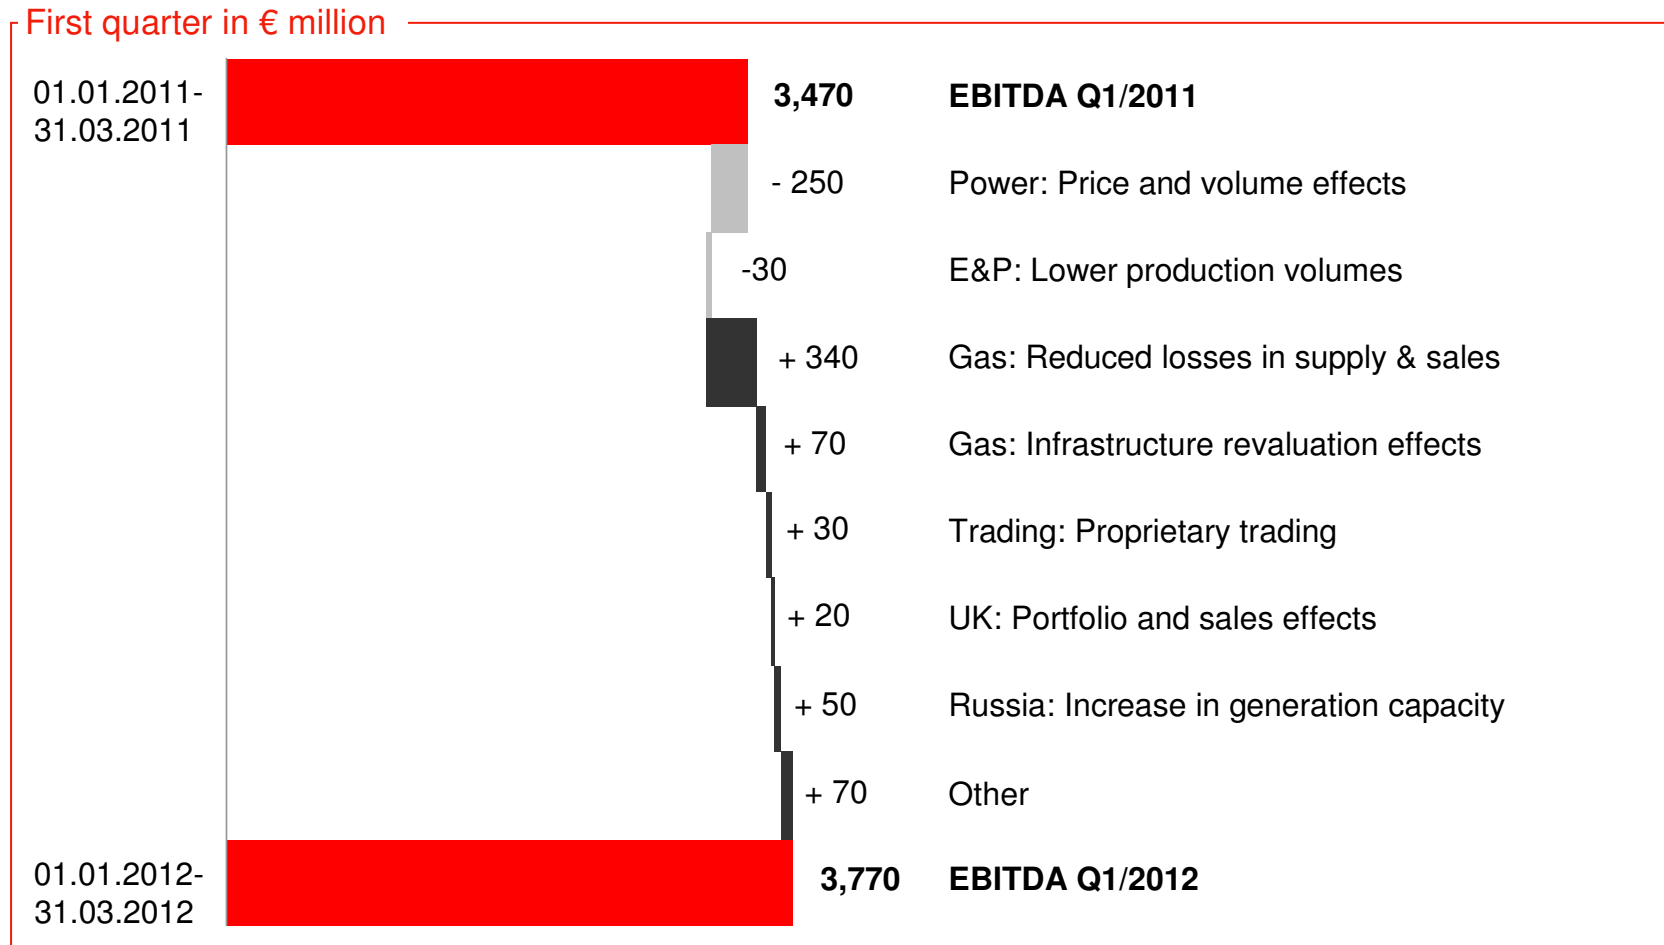 First quarter in € million
01.01.2011-
31.03.2011
3,470 EBITDA Q1/2011
- 250 Power: Price and volume effects
-30 E&P: Lower production volumes
+ 340 Gas: Reduced losses in supply & sales
+ 70 Gas: Infrastructure revaluation effects
+ 30 Trading: Proprietary trading
+ 20 UK: Portfolio and sales effects
+ 50 Russia: Increase in generation capacity
+ 70 Other
01.01.2012-
31.03.2012
3,770 EBITDA Q1/2012